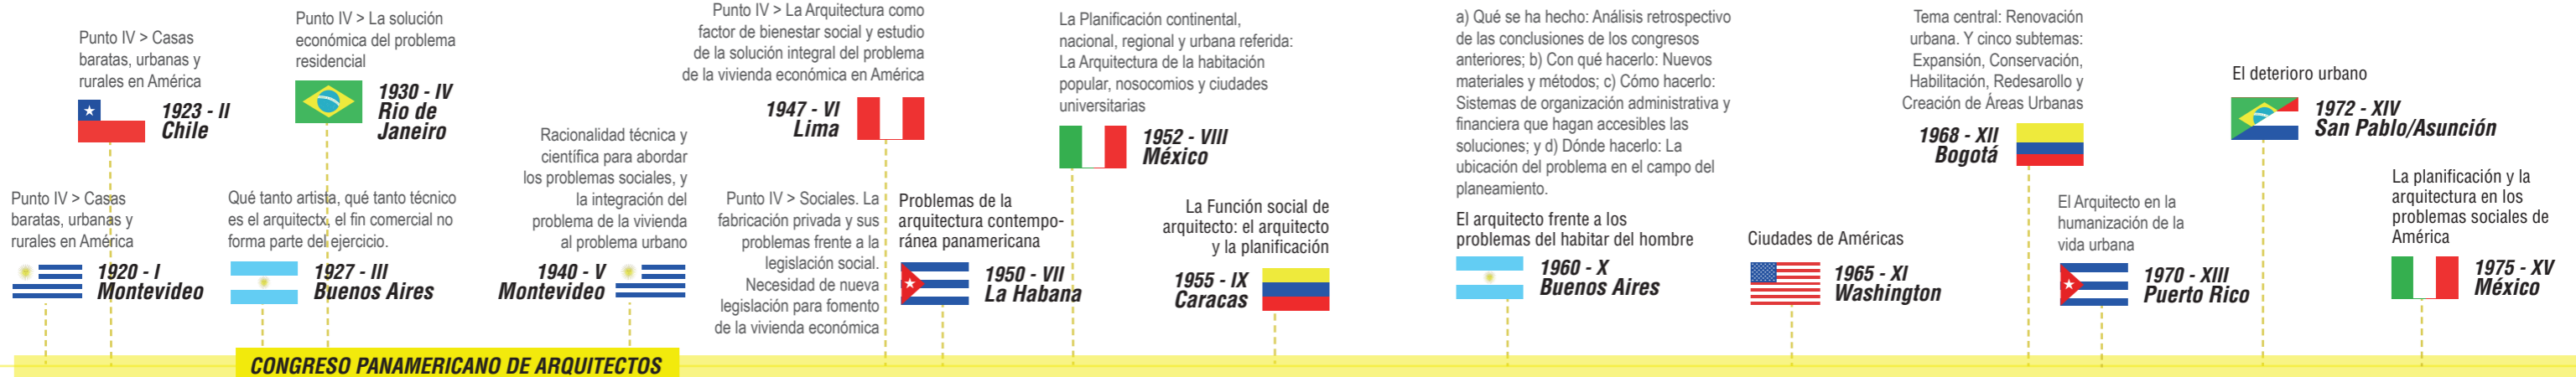 Punto IV > Casas
baratas, urbanas y
rurales en América
1920 - I
Montevideo
Punto IV > Casas
baratas, urbanas y
rurales en América
1923 - II
Chile
Qué tanto artista, qué tanto técnico
es el arquitectx, el fin comercial no
forma parte del ejercicio.
1927 - III
Buenos Aires
Punto IV > La solución
económica del problema
residencial
1930 - IV
Rio de
Janeiro
Racionalidad técnica y
científica para abordar
los problemas sociales, y
la integración del
problema de la vivienda
al problema urbano
1940 - V
Montevideo
Punto IV > La Arquitectura como
factor de bienestar social y estudio
de la solución integral del problema
de la vivienda económica en América
1947 - VI
Lima
Punto IV > Sociales. La
fabricación privada y sus
problemas frente a la
legislación social.
Necesidad de nueva
legislación para fomento
de la vivienda económica
Problemas de la
arquitectura contempo-
ránea panamericana
1950 - VII
La Habana
La Planificación continental,
nacional, regional y urbana referida:
La Arquitectura de la habitación
popular, nosocomios y ciudades
universitarias
1952 - VIII
México
La Función social de
arquitecto: el arquitecto
y la planificación
1955 - IX
Caracas
a) Qué se ha hecho: Análisis retrospectivo
de las conclusiones de los congresos
anteriores; b) Con qué hacerlo: Nuevos
materiales y métodos; c) Cómo hacerlo:
Sistemas de organización administrativa y
financiera que hagan accesibles las
soluciones; y d) Dónde hacerlo: La
ubicación del problema en el campo del
planeamiento.
El arquitecto frente a los
problemas del habitar del hombre
1960 - X
Buenos Aires
Ciudades de Américas
1965 - XI
Washington
Tema central: Renovación
urbana. Y cinco subtemas:
Expansión, Conservación,
Habilitación, Redesarollo y
Creación de Áreas Urbanas
1968 - XII
Bogotá
El Arquitecto en la
humanización de la
vida urbana
1970 - XIII
Puerto Rico
El deterioro urbano
1972 - XIV
San Pablo/Asunción
La planificación y la
arquitectura en los
problemas sociales de
América
1975 - XV
México
CONGRESO PANAMERICANO DE ARQUITECTOS